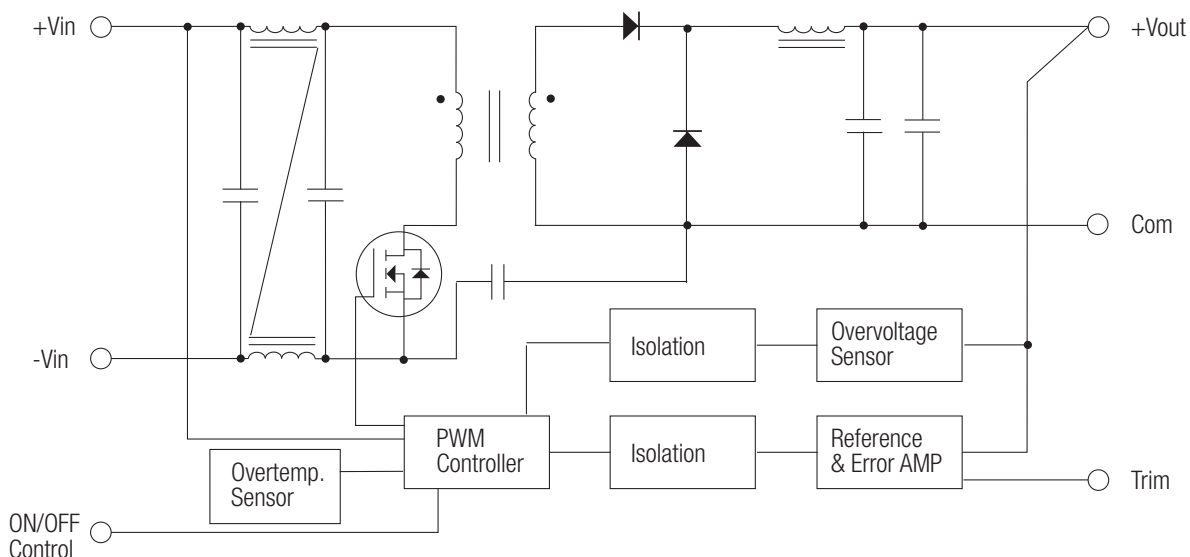 +Vin
+Vout
Com
-Vin
Isolation
Overvoltage
Sensor
PWM
Controller
Isolation
Reference
& Error AMP
Overtemp.
Sensor
Trim
ON/OFF
Control